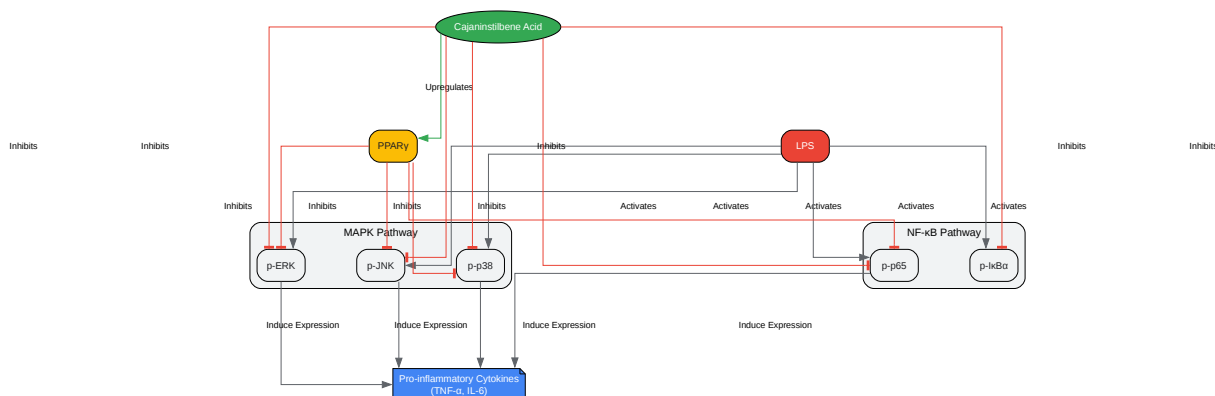 Cajaninstilbene Acid
Upregulates
Inhibits
Inhibits
PPARγ
Inhibits
LPS
Inhibits
Inhibits
Inhibits
Inhibits
Inhibits
Inhibits
Activates
Activates
Activates
Activates
Activates
MAPK Pathway
NF-κB Pathway
p-ERK
p-JNK
p-p38
p-p65
p-IκBα
Induce Expression
Induce Expression
Induce Expression
Induce Expression
Pro-inflammatory Cytokines
(TNF-α, IL-6)